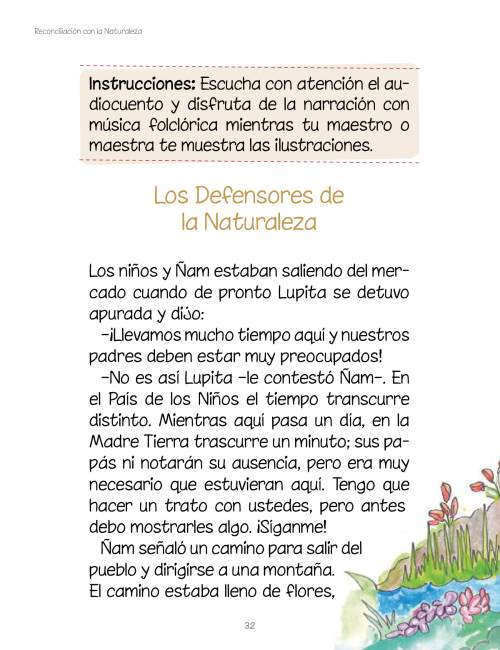 Reconciliación con la Naturaleza
Instrucciones: Escucha con atención el au-
diocuento y disfruta de la narración con
música folclórica mientras tu maestro o
maestra te muestra las ilustraciones.
Los Defensores de
la Naturaleza
Los niños y Ñam estaban saliendo del mer-
cado cuando de pronto Lupita se detuvo
apurada y dijo:
-¡Llevamos mucho tiempo aquí y nuestros
padres deben estar muy preocupados!
-No es así Lupita -le contestó Ñam-. En
el País de los Niños el tiempo transcurre
distinto. Mientras aquí pasa un día, en la
Madre Tierra trascurre un minuto; sus pa-
pás ni notarán su ausencia, pero era muy
necesario que estuvieran aquí. Tengo que
hacer un trato con ustedes, pero antes
debo mostrarles algo. ¡Síganme!
Ñam señaló un camino para salir del
pueblo y dirigirse a una montaña.
El camino estaba lleno de flores,
32